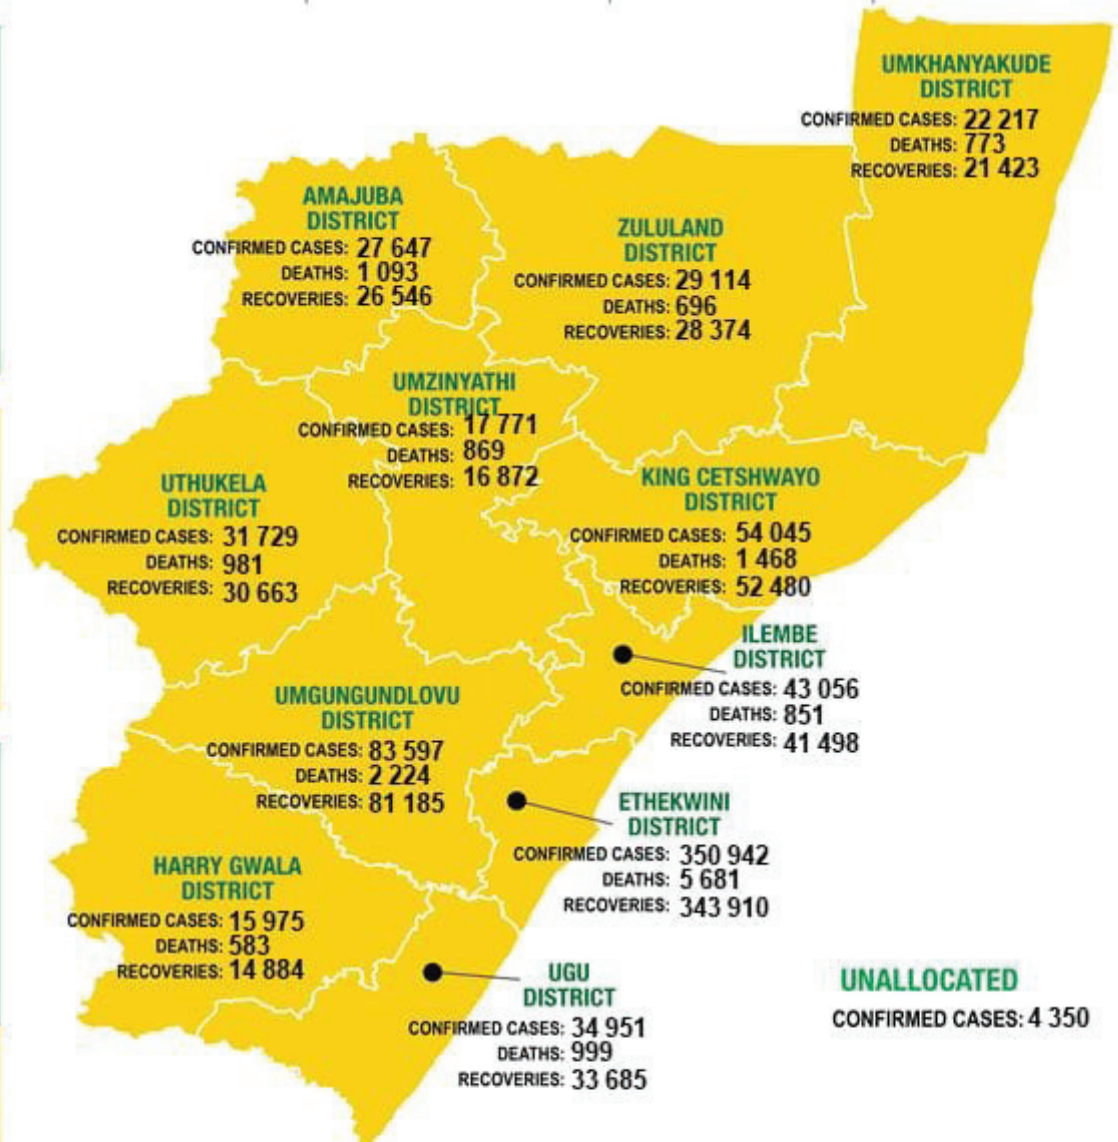 UMKHANYAKUDE
DISTRICT
CONFIRMED CASES: 22 217
DEATHS: 773
RECOVERIES: 21 423
AMAJUBA
DISTRICT
CONFIRMED CASES: 27 647
DEATHS: 1 093
RECOVERIES: 26 546
ZULULAND
DISTRICT
CONFIRMED CASES: 29 114
DEATHS: 696
RECOVERIES: 28 374
UMZINYATHI
DISTRICT
CONFIRMED CASES: 17 771
DEATHS: 869
RECOVERIES: 16 872
UTHUKELA
DISTRICT
CONFIRMED CASES: 31 729
DEATHS: 981
RECOVERIES: 30 663
KING CETSHWAYO
DISTRICT
CONFIRMED CASES: 54 045
DEATHS: 1 468
RECOVERIES: 52 480
ILEMBE
DISTRICT
CONFIRMED CASES: 43 056
DEATHS: 851
RECOVERIES: 41 498
UMGUNGUNDLOVU
DISTRICT
CONFIRMED CASES: 83 597
DEATHS: 2 224
RECOVERIES: 81 185
ETHEKWINI
DISTRICT
CONFIRMED CASES: 350 942
DEATHS: 5 681
RECOVERIES: 343 910
HARRY GWALA
DISTRICT
CONFIRMED CASES: 15 975
DEATHS: 583
RECOVERIES: 14 884
UGU
DISTRICT
CONFIRMED CASES: 34 951
DEATHS: 999
RECOVERIES: 33 685
UNALLOCATED
CONFIRMED CASES: 4 350